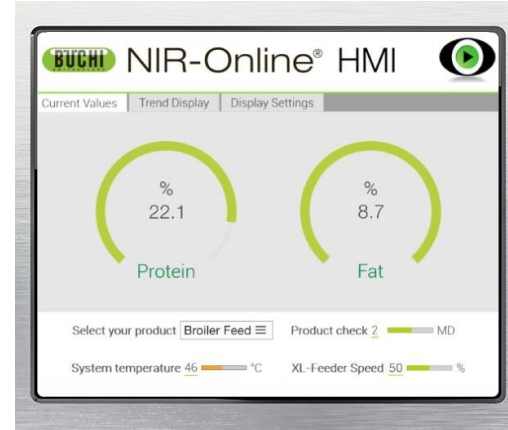 BUCHI NIR-Online® HMI
Current Values Trend Display Display Settings
% %
22.1 8.7
Protein Fat
Select your product Broiler Feed Product check 2 MD
System temperature 46 °C XL-Feeder Speed 50 %